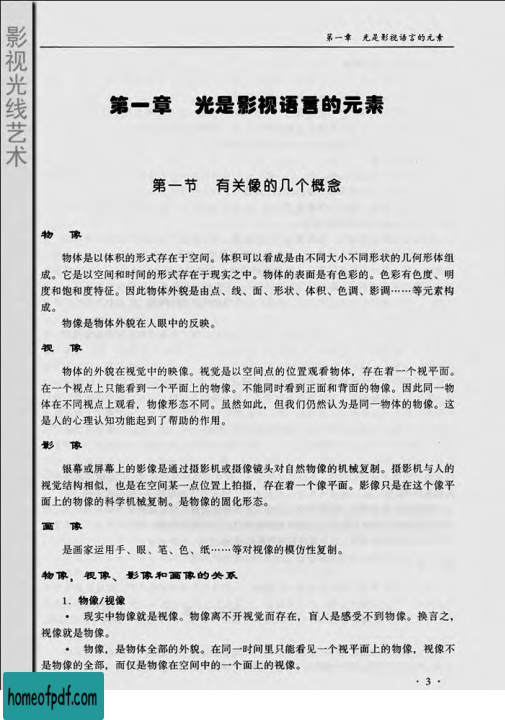 影视光线艺术
第一章 光是影视语言的元素
第一章 光是影视语言的元素
第一节 有关像的几个概念
物 像
物体是以体积的形式存在于空间。体积可以看成是由不同大小不同形状的几何形体组
成。它是以空间和时间的形式存在于现实之中。物体的表面是有色彩的。色彩有色度、明
度和饱和度特征。因此物体外貌是由点、线、面、形状、体积、色调、影调……等元素构
成。
物像是物体外貌在人眼中的反映。
视 像
物体的外貌在视觉中的映像。视觉是以空间点的位置观看物体，存在着一个视平面。
在一个视点上只能看到一个平面上的物像。不能同时看到正面和背面的物像。因此同一物
体在不同视点上观看，物像形态不同。虽然如此，但我们仍然认为是同一物体的物像。这
是人的心理认知功能起到了帮助的作用。
影 像
银幕或屏幕上的影像是通过摄影机或摄像镜头对自然物像的机械复制。摄影机与人的
视觉结构相似，也是在空间某一点位置上拍摄，存在着一个像平面。影像只是在这个像平
面上的物像的科学机械复制。是物像的固化形态。
画 像
是画家运用手、眼、笔、色、纸……等对视像的模仿性复制。
物像，视像、影像和画像的关系
1．物像/视像
· 现实中物像就是视像。物像离不开视觉而存在，盲人是感受不到物像。换言之，
视像就是物像。
· 物像，是物体全部的外貌。在同一时间里只能看见一个视平面上的物像，视像不
是物像的全部，而仅是物像在空间中的一个面上的视像。
· 3 ·
homeofpdf.com